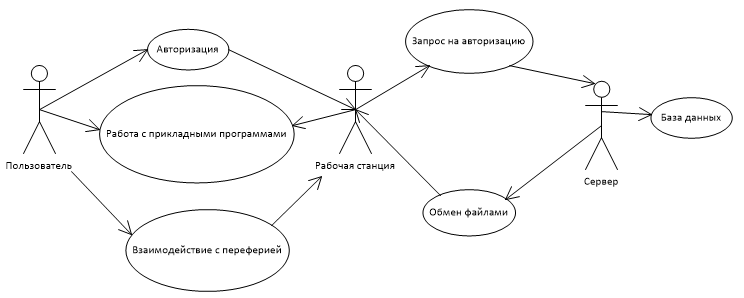 Авторизация
Запрос на авторизацию
База данных
Работа с прикладными программами
Пользователь
Рабочая станция
Сервер
Обмен файлами
Взаимодействие с переферией